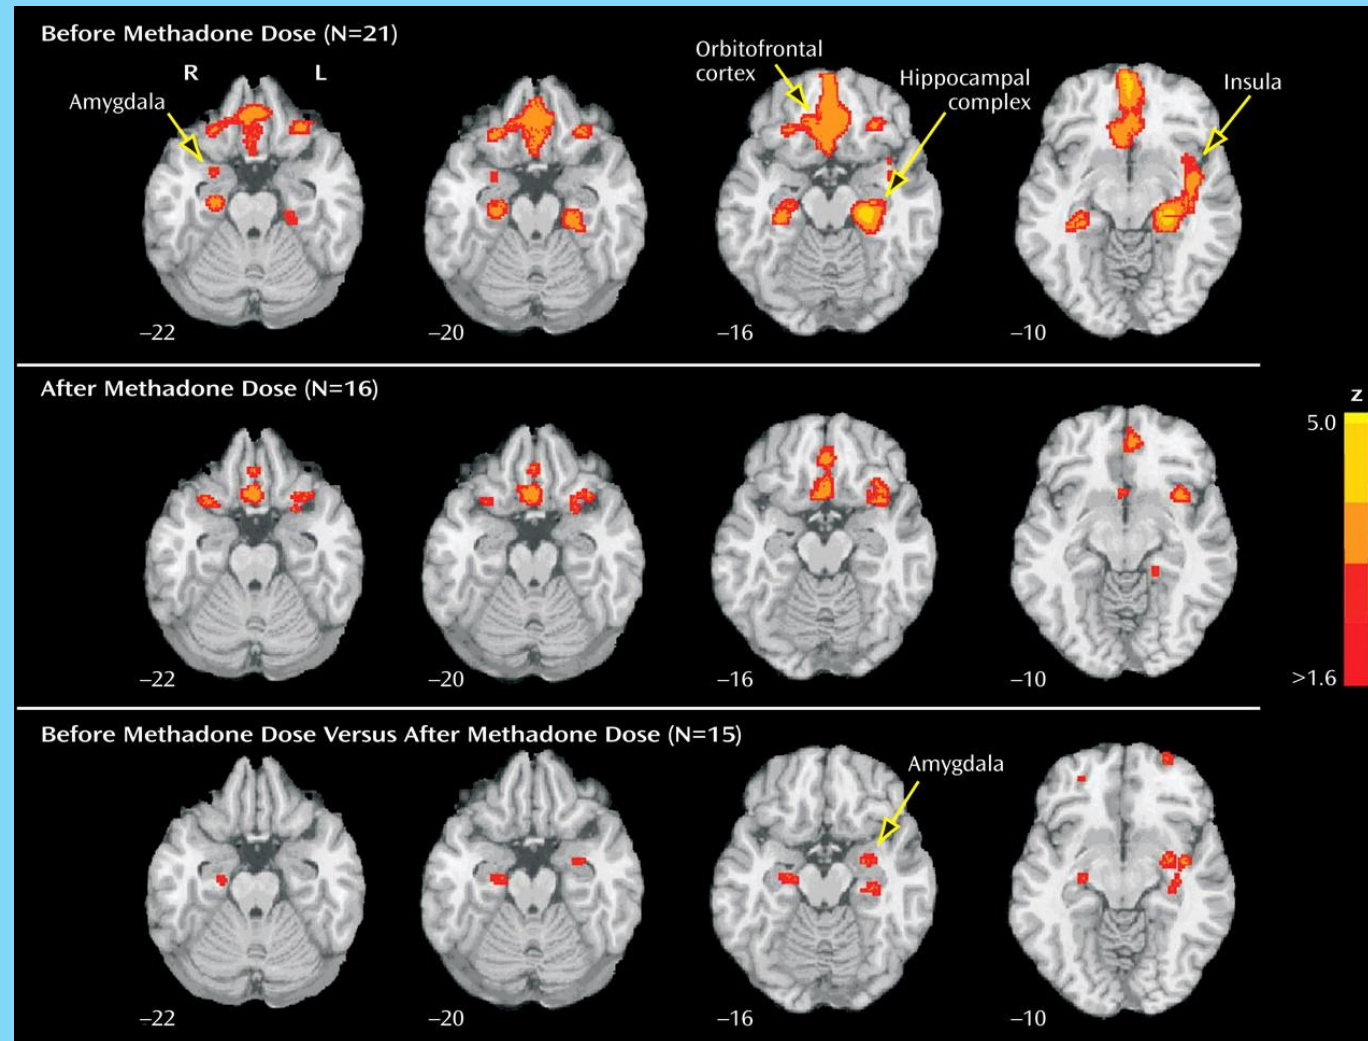 Before Methadone Dose (N=21)
R
L
Amygdala
Orbitofrontal
cortex
Hippocampal
complex
Insula
–22
–20
–16
–10
After Methadone Dose (N=16)
–22
–20
–16
–10
z
5.0
>1.6
Before Methadone Dose Versus After Methadone Dose (N=15)
Amygdala
–22
–20
–16
–10